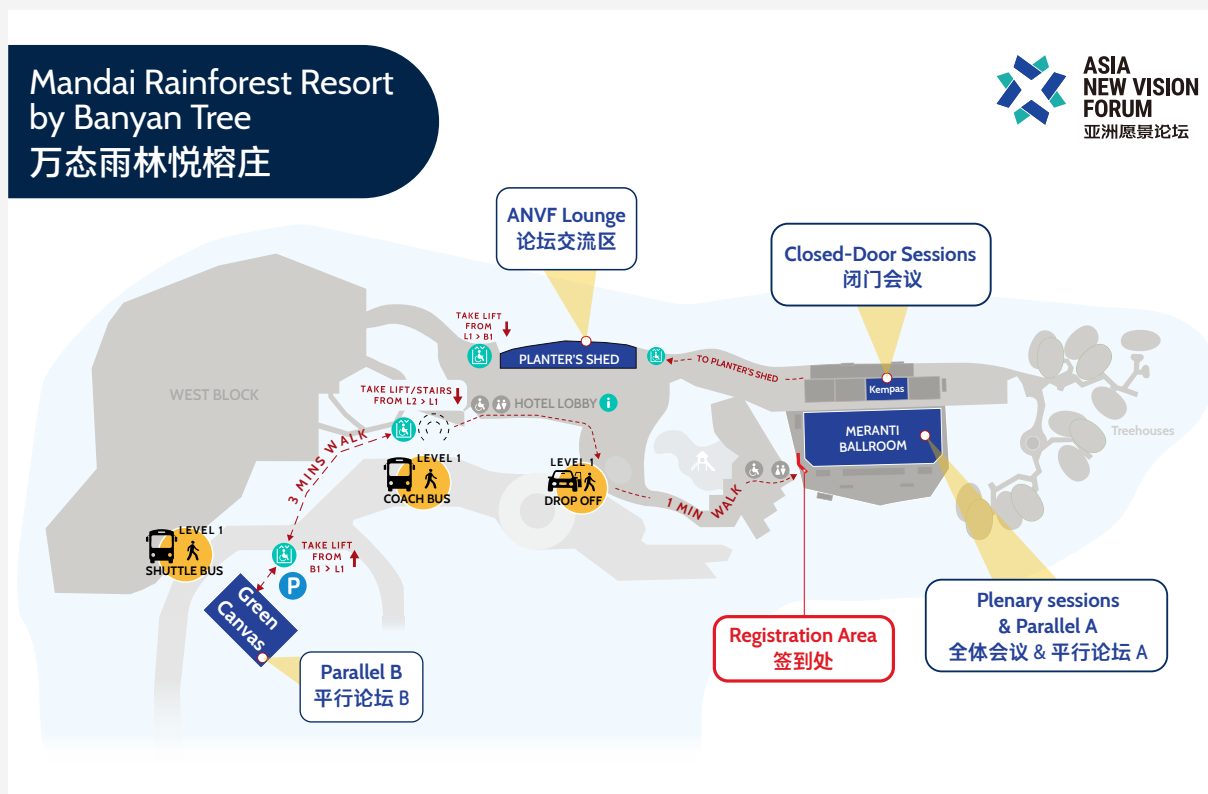 Mandai Rainforest Resort
by Banyan Tree
万态雨林悦榕庄
ASIA
NEW VISION
FORUM
亚洲愿景论坛
ANVF Lounge
论坛交流区
Closed-Door Sessions
闭门会议
TAKE LIFT
FROM
L1 > B1
PLANTER'S SHED
TO PLANTER'S SHED
Kempas
WEST BLOCK
TAKE LIFT/STAIRS
FROM L2 > L1
HOTEL LOBBY
i
MERANTI
BALLROOM
Treehouses
3 MINS WALK
LEVEL 1
COACH BUS
LEVEL 1
DROP OFF
1 MIN WALK
LEVEL 1
SHUTTLE BUS
TAKE LIFT
FROM
B1 > L1
P
Green
Canvas
Parallel B
平行论坛 B
Registration Area
签到处
Plenary sessions
& Parallel A
全体会议 & 平行论坛 A